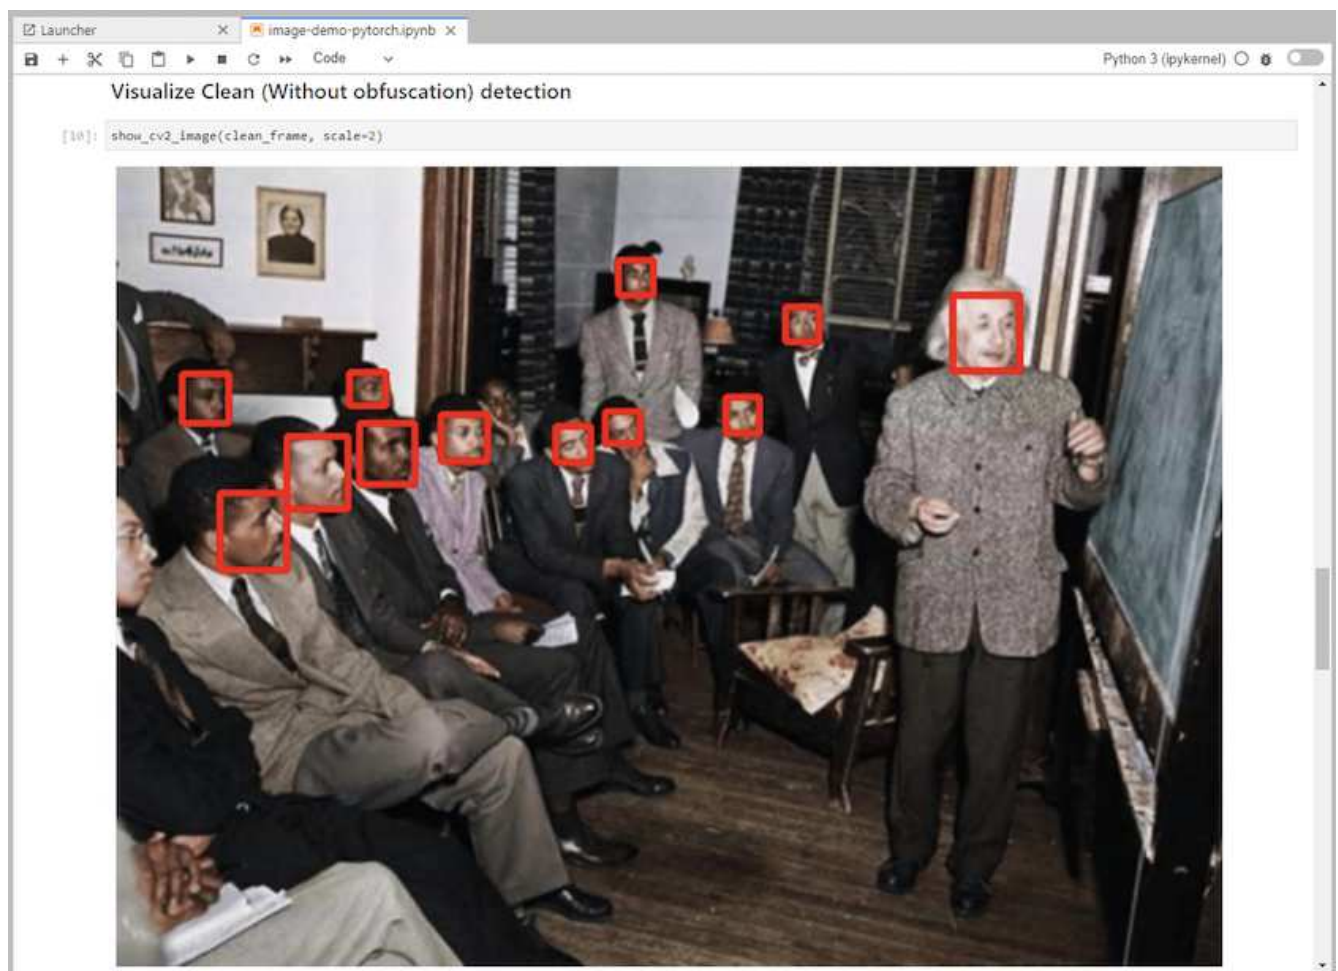 Launcher
image-demo-pytorch.ipynb
Code
Python 3 (ipykernel)
Visualize Clean (Without obfuscation) detection
[10]:
show_cv2_image(clean_frame, scale=2)